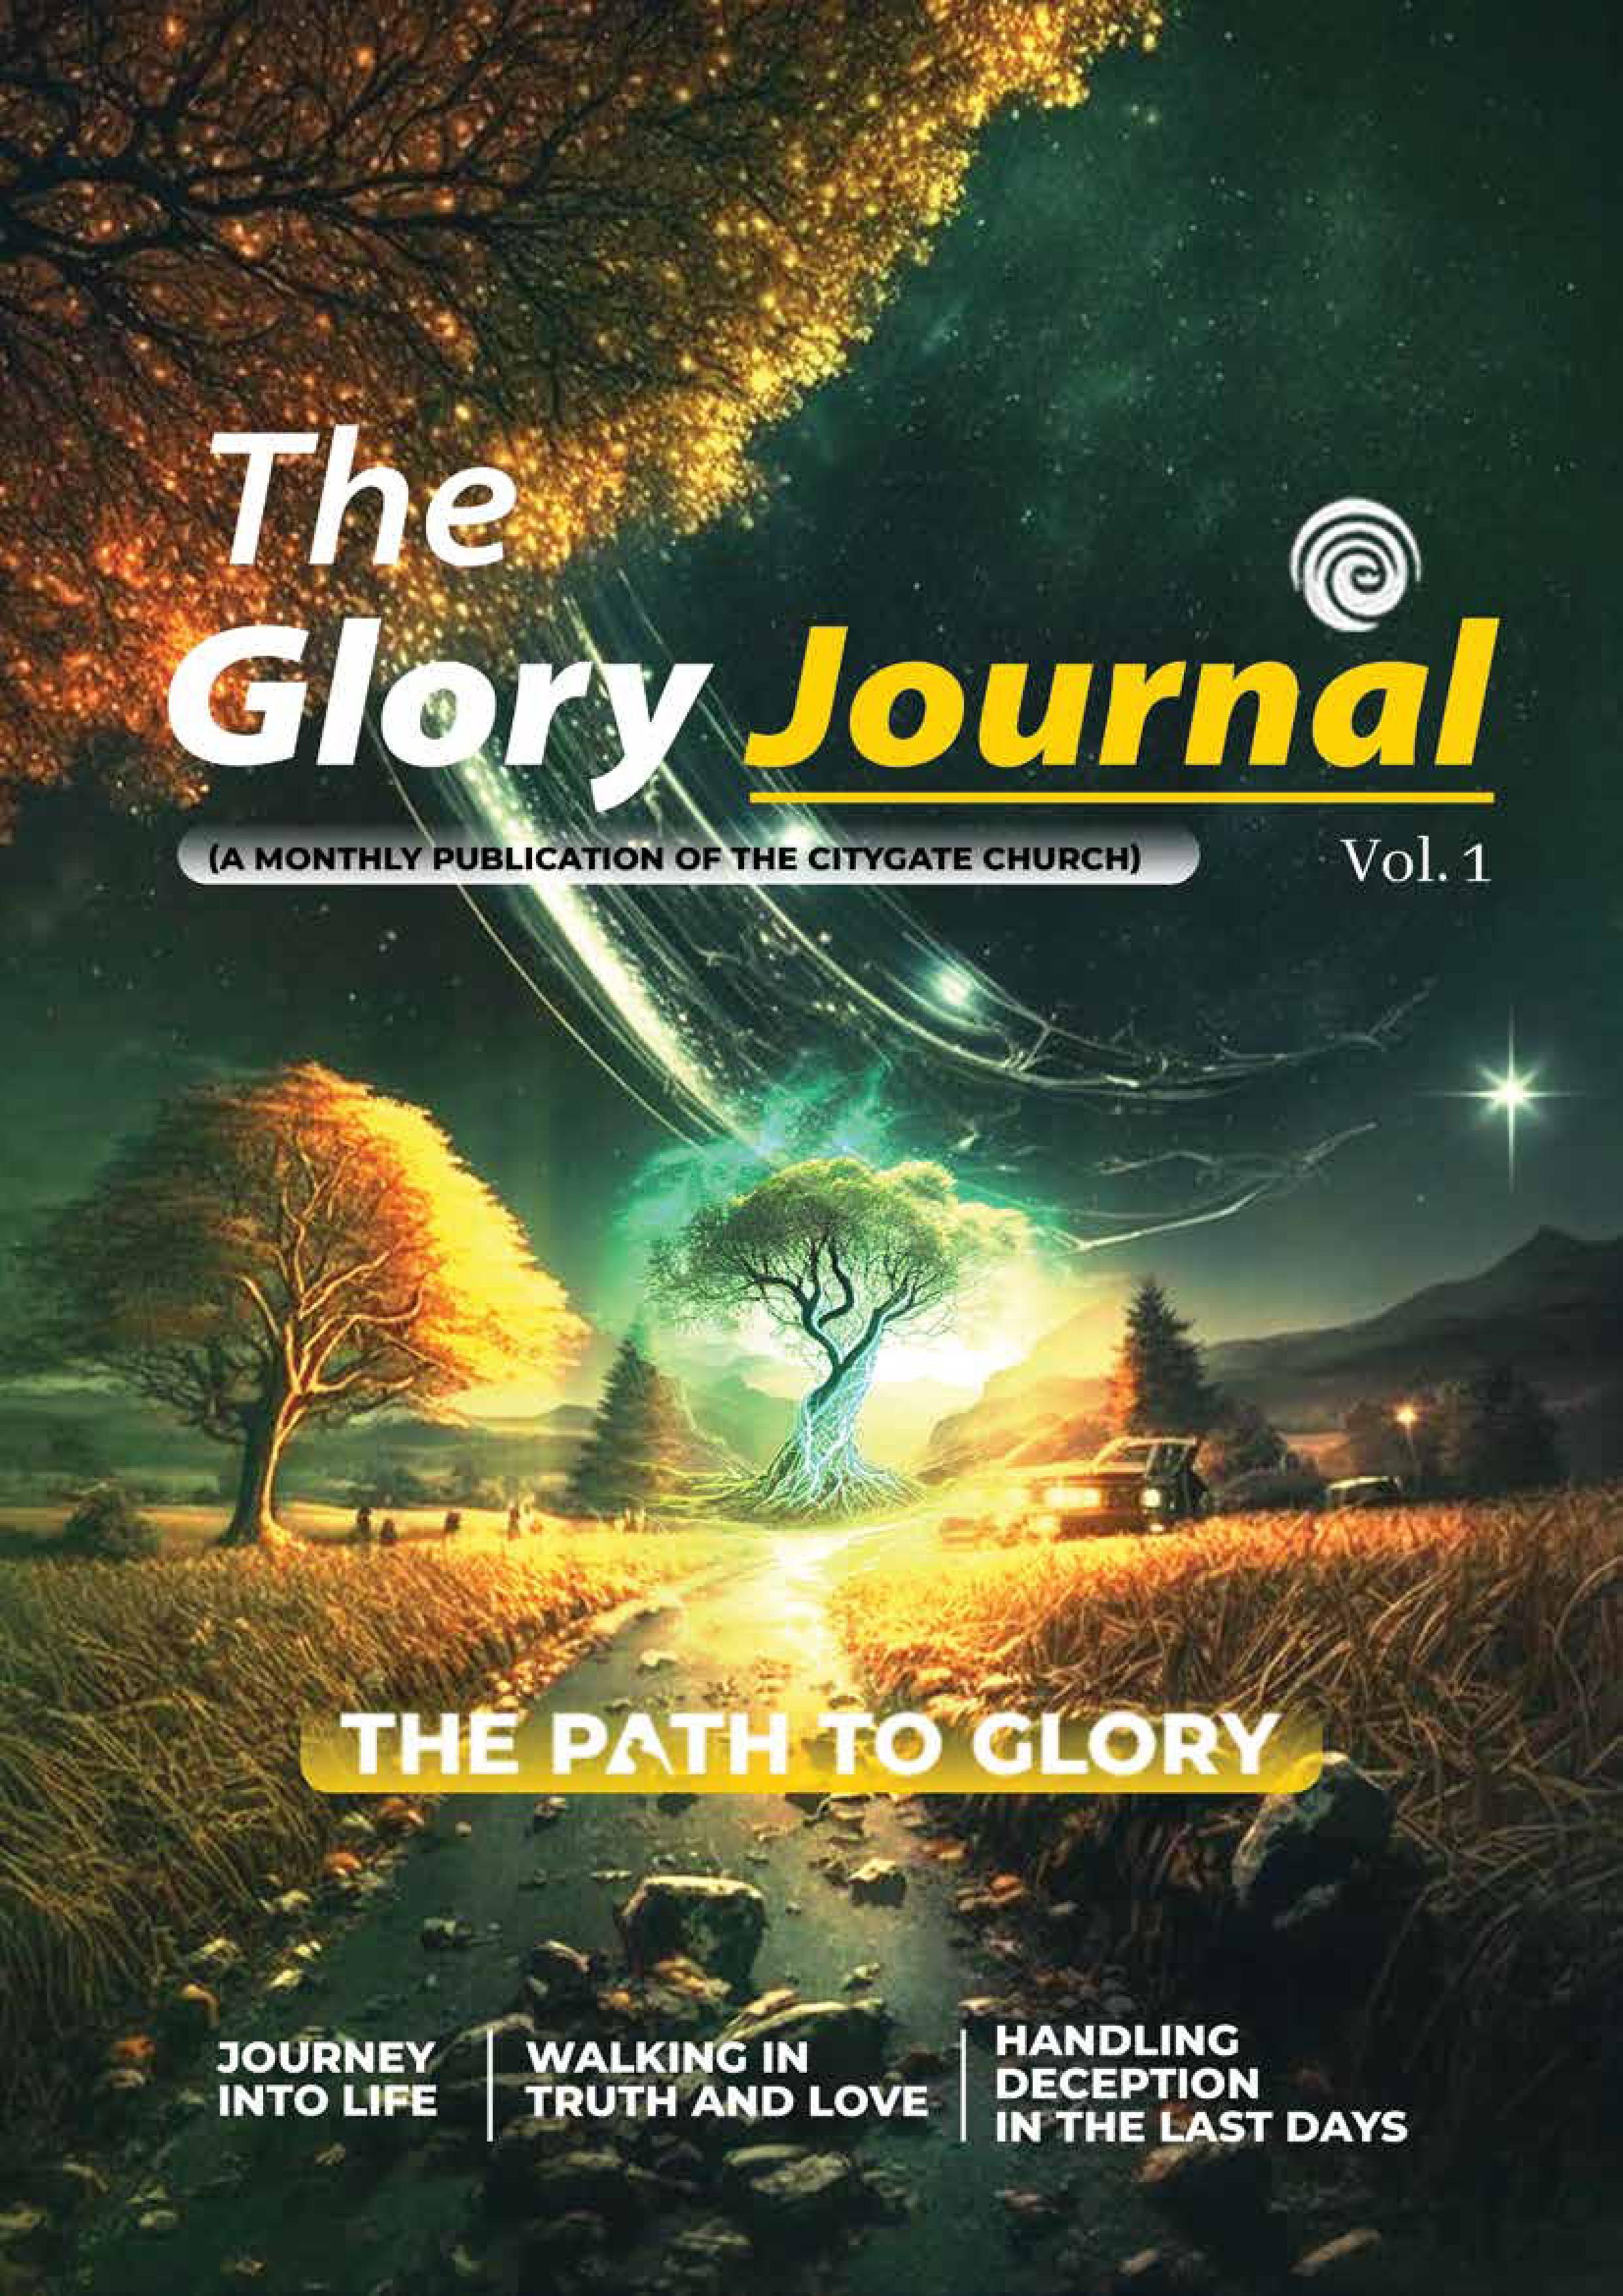 The
Glory Journal
(A MONTHLY PUBLICATION OF THE CITYGATE CHURCH)
Vol. 1
THE PATH TO GLORY
JOURNEY
INTO LIFE
WALKING IN
TRUTH AND LOVE
HANDLING
DECEPTION
IN THE LAST DAYS